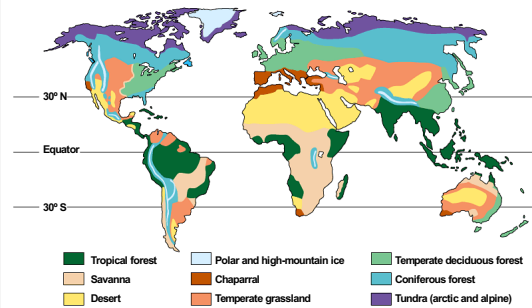 30º N
Equator
30º S
Tropical forest
Polar and high-mountain ice
Temperate deciduous forest
Savanna
Chaparral
Coniferous forest
Desert
Temperate grassland
Tundra (arctic and alpine)